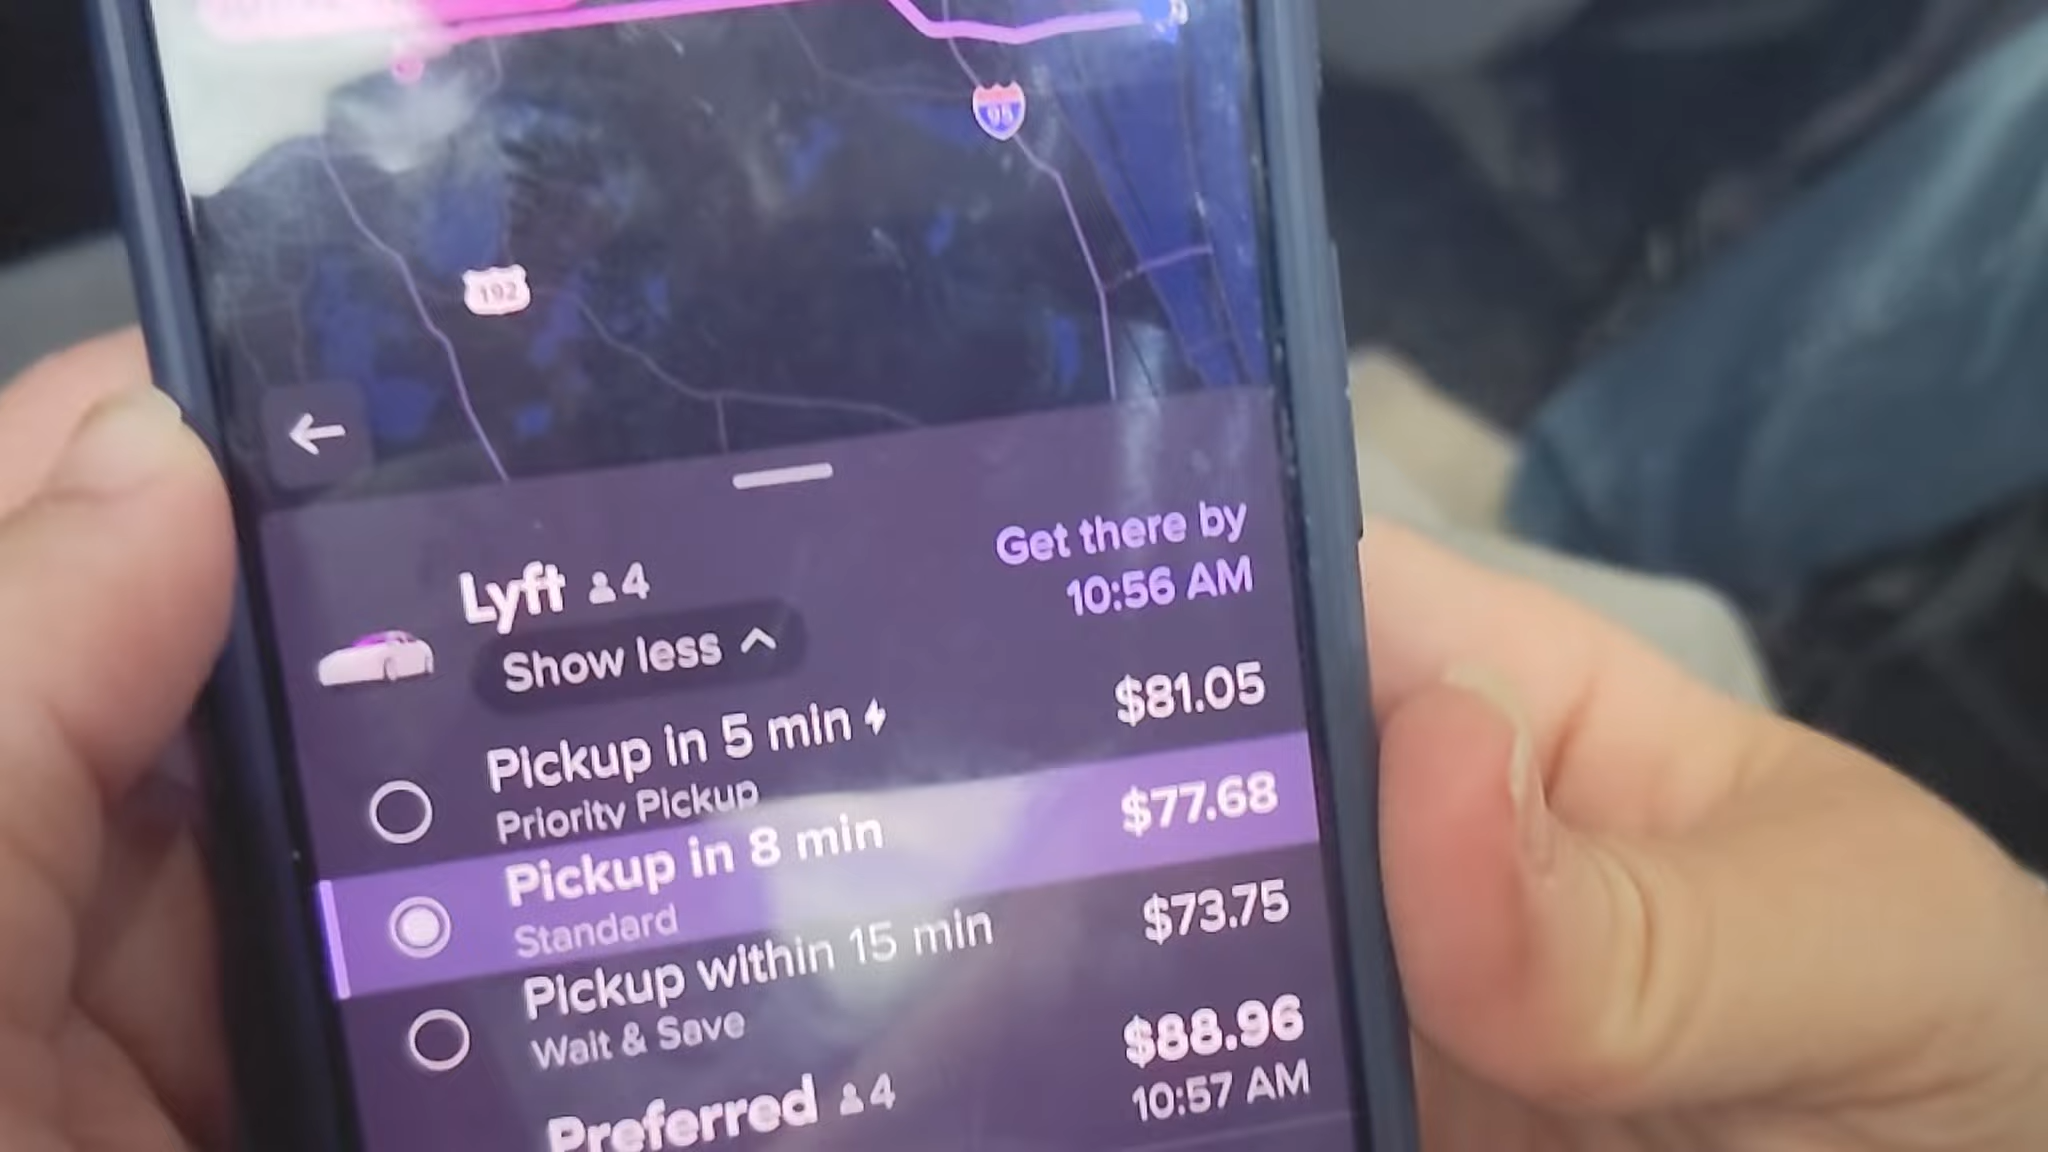 95
192
Get there by
Lyft 4
10:56 AM
Show less
Pickup in 5 min
$81.05
Priority Pickup
Pickup in 8 min
$77.68
Standard
Pickup within 15 min
$73.75
Wait & Save
Preferred 4
$88.96
10:57 AM